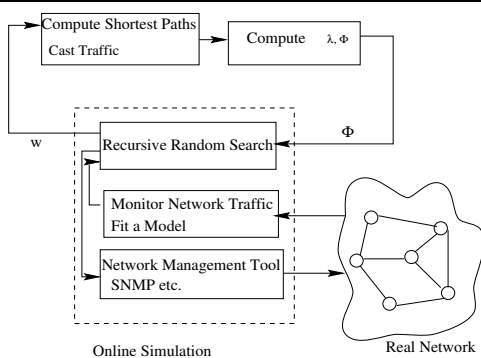 Compute Shortest Paths
Cast Traffic
Compute λ, Φ
w
Φ
Recursive Random Search
Monitor Network Traffic
Fit a Model
Network Management Tool
SNMP etc.
Online Simulation
Real Network